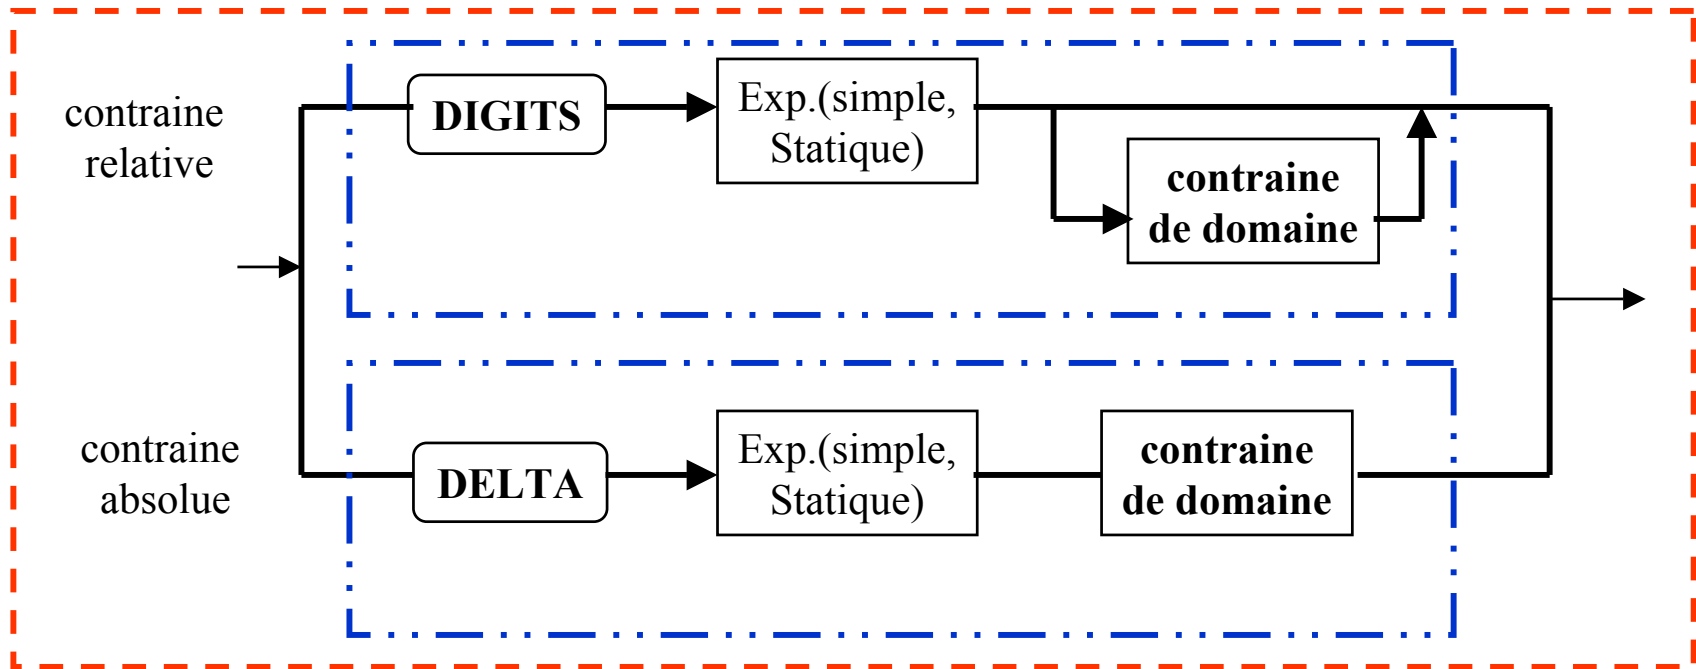 contraine
relative
DIGITS
Exp.(simple,
Statique)
contraine
de domaine
contraine
absolue
DELTA
Exp.(simple,
Statique)
contraine
de domaine